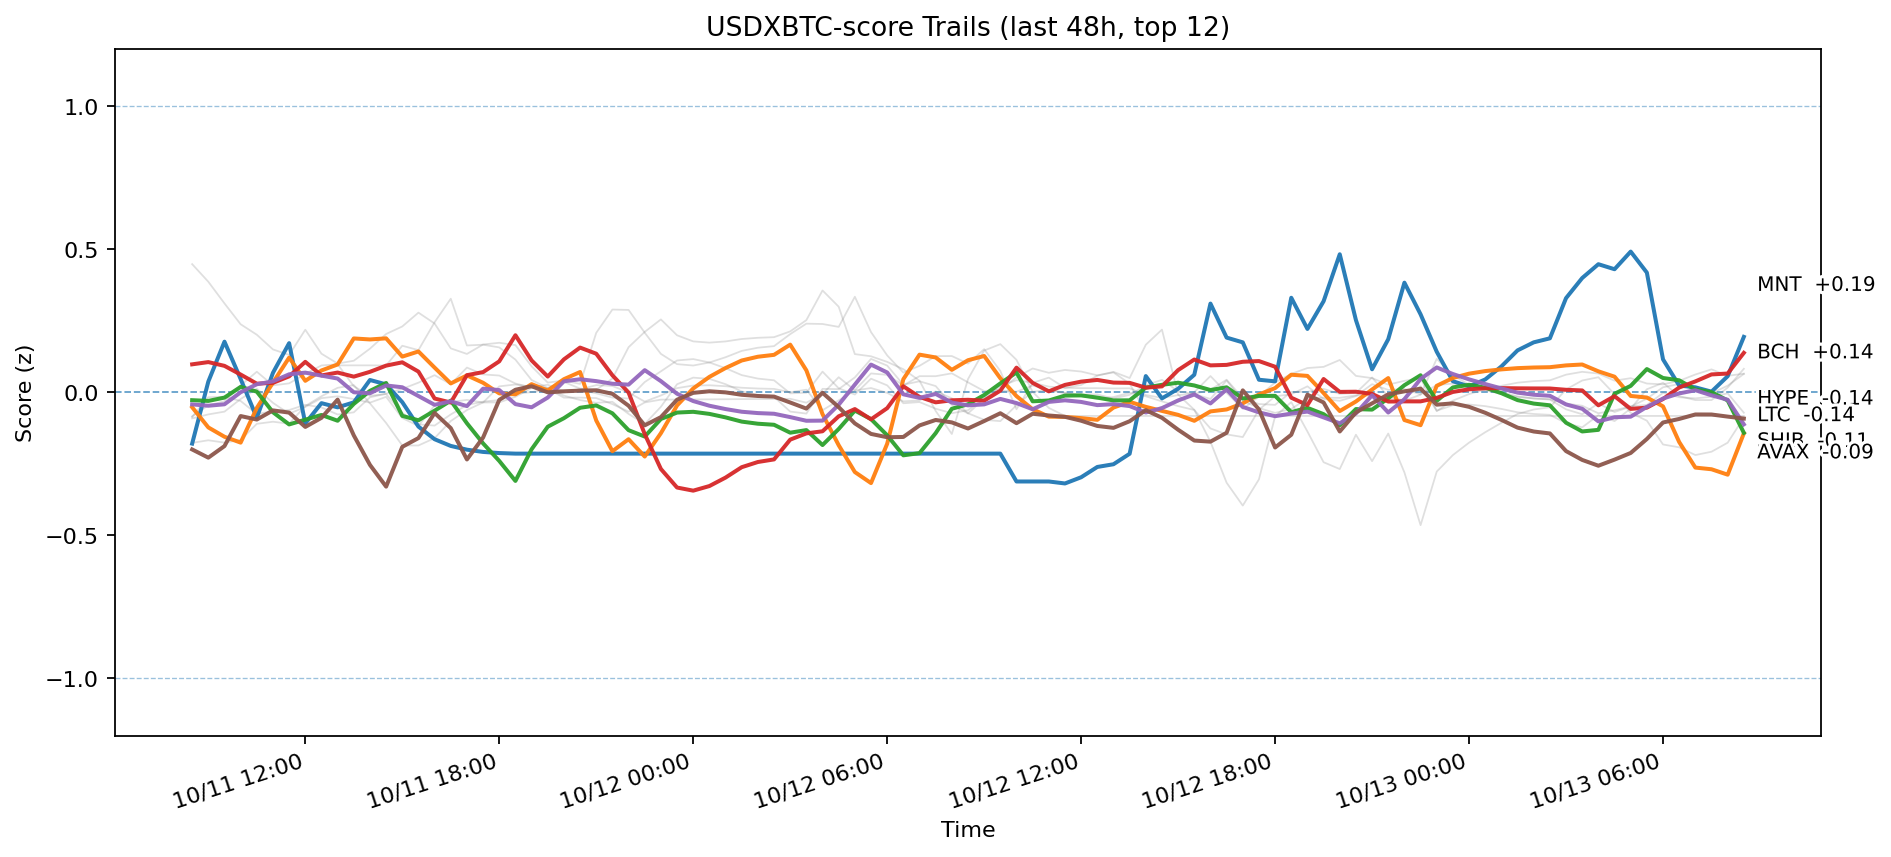 USDXBTC-score Trails (last 48h, top 12)
Score (z)
1.0
0.5
0.0
−0.5
−1.0
MNT +0.19
BCH +0.14
HYPE -0.14
LTC -0.14
SHIB -0.11
AVAX -0.09
10/11 12:00
10/11 18:00
10/12 00:00
10/12 06:00
10/12 12:00
10/12 18:00
10/13 00:00
10/13 06:00
Time